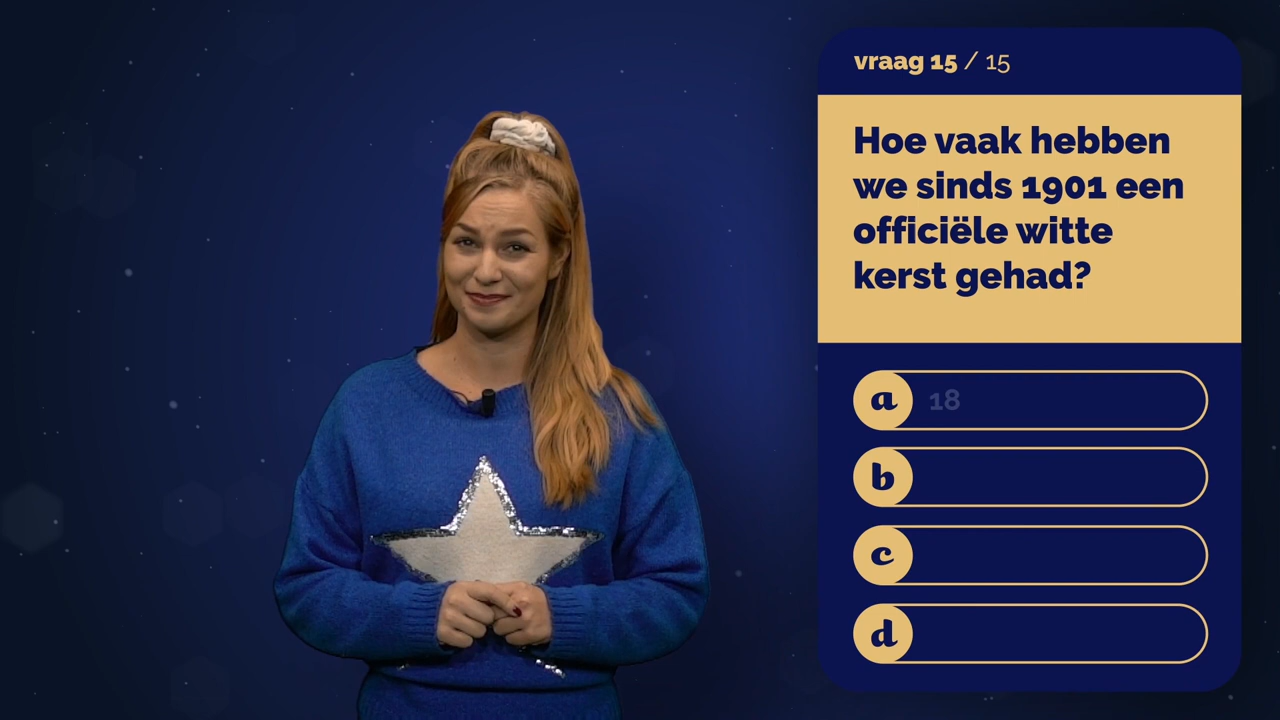 vraag 15 / 15
Hoe vaak hebben
we sinds 1901 een
officiële witte
kerst gehad?
a 18
b
c
d